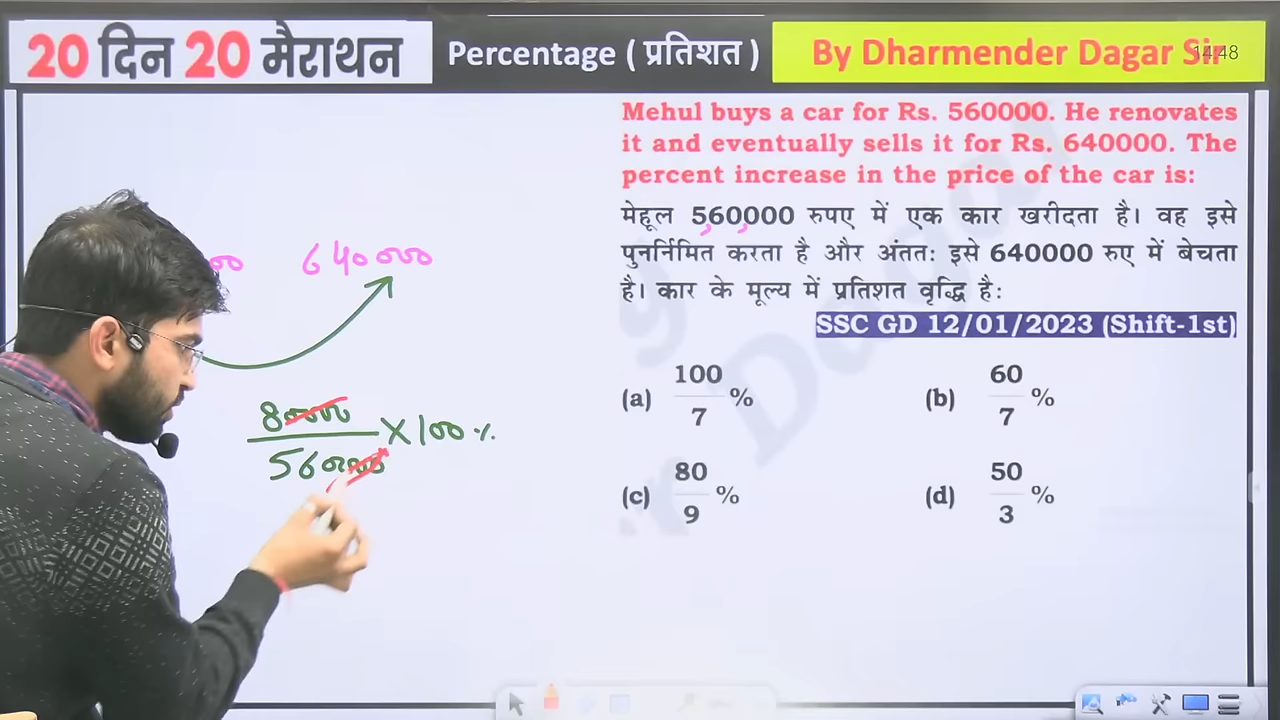 20 दिन 20 मैराथन
Percentage ( प्रतिशत )
By Dharmender Dagar Sir
14:48
Mehul buys a car for Rs. 560000. He renovates
it and eventually sells it for Rs. 640000. The
percent increase in the price of the car is:
मेहूल 560000 रुपए में एक कार खरीदता है। वह इसे
पुनर्निमित करता है और अंततः इसे 640000 रुए में बेचता
है। कार के मूल्य में प्रतिशत वृद्धि हैः
SSC GD 12/01/2023 (Shift-1st)
(a) 100/7 %
(b) 60/7 %
(c) 80/9 %
(d) 50/3 %
640000
80000
× 100 %
560000